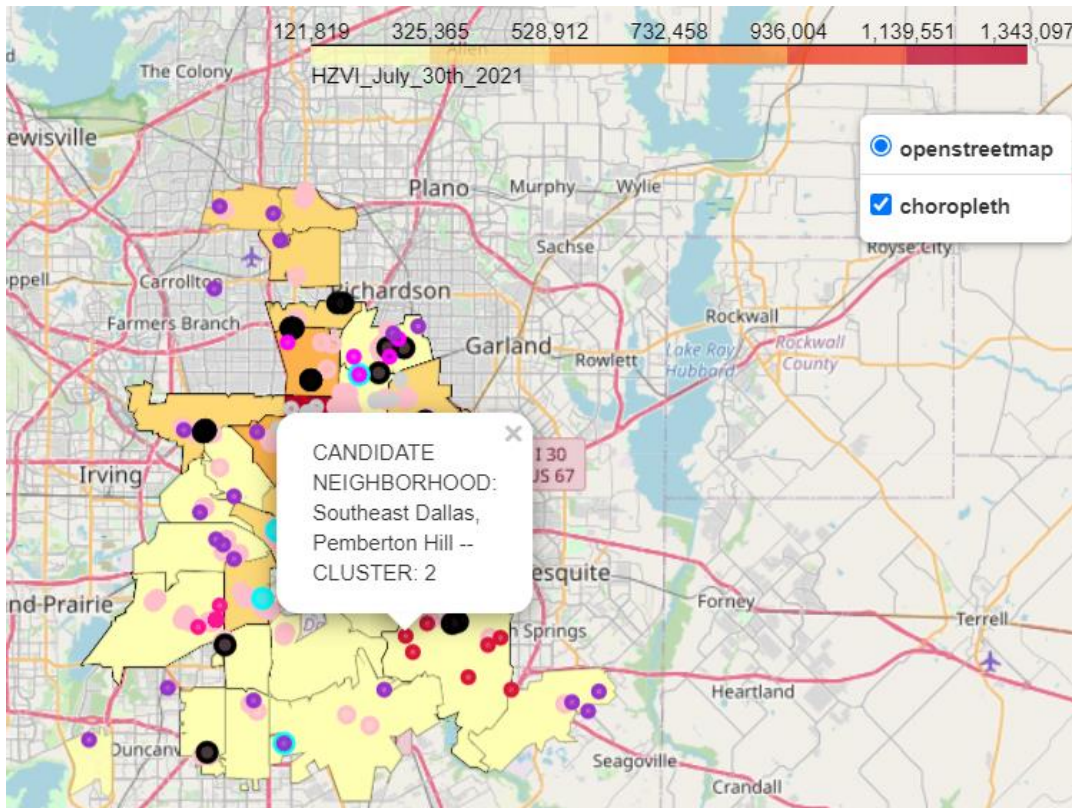 121,819 325,365 528,912 732,458 936,004 1,139,551 1,343,097
Allen
HZVI_July_30th_2021
The Colony
ewisville
openstreetmap
choropleth
Plano
Murphy
Wylie
Sachse
Royse City
oppell
Carrollton
Richardson
Farmers Branch
Rockwall
Garland
Rowlett
Lake Ray
Hubbard
Rockwall
County
×
CANDIDATE
NEIGHBORHOOD:
Southeast Dallas,
Pemberton Hill --
CLUSTER: 2
I 30
US 67
Irving
esquite
nd Prairie
Forney
Terrell
n Springs
Heartland
Duncanv
Seagoville
Crandall